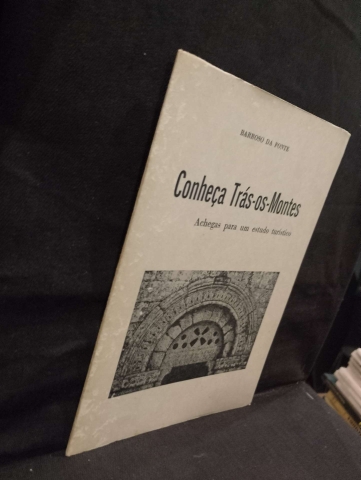 BARROSO DA FONTE
Conheça Trás-os-Montes
Achegas para um estudo turístico